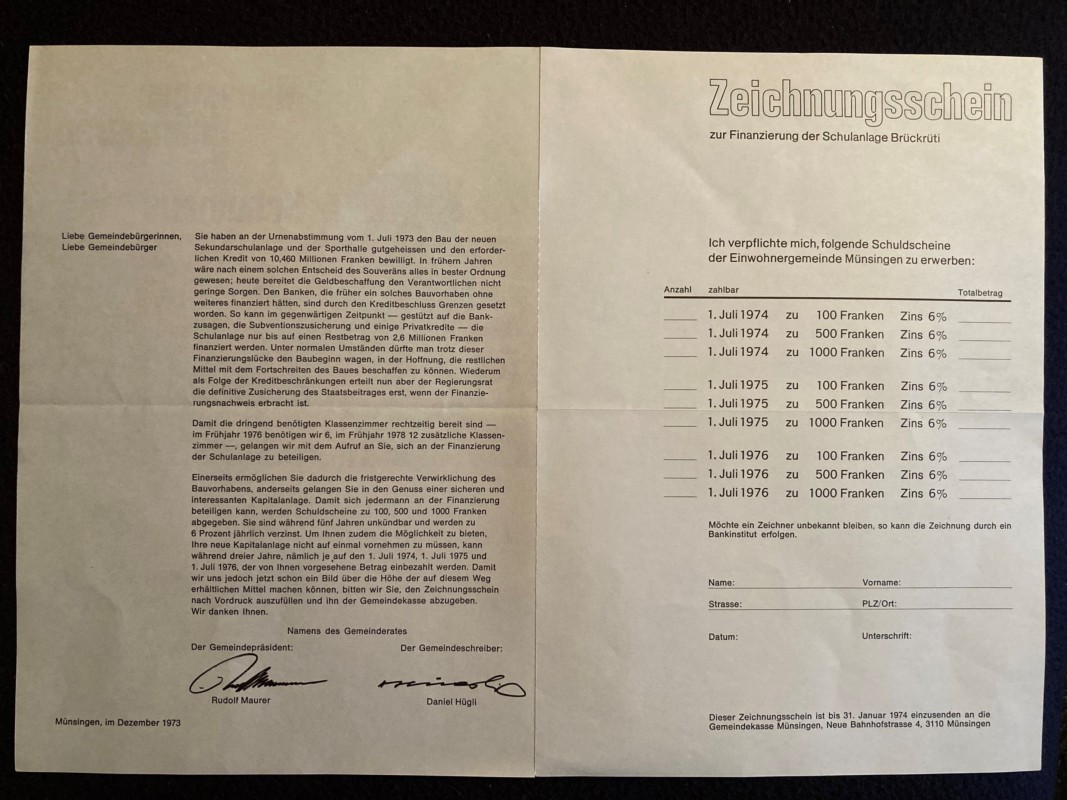 Liebe Gemeindebürgerinnen,
Liebe Gemeindebürger
Sie haben an der Urnenabstimmung vom 1. Juli 1973 den Bau der neuen
Sekundarschulanlage und der Sporthalle gutgeheissen und den erforder-
lichen Kredit von 10,460 Millionen Franken bewilligt. In frühern Jahren
wäre nach einem solchen Entscheid des Souveräns alles in bester Ordnung
gewesen; heute bereitet die Geldbeschaffung den Verantwortlichen nicht
geringe Sorgen. Den Banken, die früher ein solches Bauvorhaben ohne
weiteres finanziert hätten, sind durch den Kreditbeschluss Grenzen gesetzt
worden. So kann im gegenwärtigen Zeitpunkt — gestützt auf die Bank-
zusagen, die Subventionszusicherung und einige Privatkredite — die
Schulanlage nur bis auf einen Restbetrag von 2,6 Millionen Franken
finanziert werden. Unter normalen Umständen dürfte man trotz dieser
Finanzierungslücke den Baubeginn wagen, in der Hoffnung, die restlichen
Mittel mit dem Fortschreiten des Baues beschaffen zu können. Wiederum
als Folge der Kreditbeschränkungen erteilt nun aber der Regierungsrat
die definitive Zusicherung des Staatsbeitrages erst, wenn der Finanzie-
rungsnachweis erbracht ist.
Damit die dringend benötigten Klassenzimmer rechtzeitig bereit sind —
im Frühjahr 1976 benötigen wir 6, im Frühjahr 1978 12 zusätzliche Klassen-
zimmer —, gelangen wir mit dem Aufruf an Sie, sich an der Finanzierung
der Schulanlage zu beteiligen.
Einerseits ermöglichen Sie dadurch die fristgerechte Verwirklichung des
Bauvorhabens, anderseits gelangen Sie in den Genuss einer sicheren und
interessanten Kapitalanlage. Damit sich jedermann an der Finanzierung
beteiligen kann, werden Schuldscheine zu 100, 500 und 1000 Franken
abgegeben. Sie sind während fünf Jahren unkündbar und werden zu
6 Prozent jährlich verzinst. Um Ihnen zudem die Möglichkeit zu bieten,
Ihre neue Kapitalanlage nicht auf einmal vornehmen zu müssen, kann
während dreier Jahre, nämlich je auf den 1. Juli 1974, 1. Juli 1975 und
1. Juli 1976, der von Ihnen vorgesehene Betrag einbezahlt werden. Damit
wir uns jedoch jetzt schon ein Bild über die Höhe der auf diesem Weg
erhältlichen Mittel machen können, bitten wir Sie, den Zeichnungsschein
nach Vordruck auszufüllen und ihn der Gemeindekasse abzugeben.
Wir danken Ihnen.
Namens des Gemeinderates
Der Gemeindepräsident: Der Gemeindeschreiber:
Rudolf Maurer Daniel Hügli
Münsingen, im Dezember 1973
Zeichnungsschein
zur Finanzierung der Schulanlage Brückrüti
Ich verpflichte mich, folgende Schuldscheine
der Einwohnergemeinde Münsingen zu erwerben:
Anzahl zahlbar Totalbetrag
1. Juli 1974 zu 100 Franken Zins 6%
1. Juli 1974 zu 500 Franken Zins 6%
1. Juli 1974 zu 1000 Franken Zins 6%
1. Juli 1975 zu 100 Franken Zins 6%
1. Juli 1975 zu 500 Franken Zins 6%
1. Juli 1975 zu 1000 Franken Zins 6%
1. Juli 1976 zu 100 Franken Zins 6%
1. Juli 1976 zu 500 Franken Zins 6%
1. Juli 1976 zu 1000 Franken Zins 6%
Möchte ein Zeichner unbekannt bleiben, so kann die Zeichnung durch ein
Bankinstitut erfolgen.
Name: Vorname:
Strasse: PLZ/Ort:
Datum: Unterschrift:
Dieser Zeichnungsschein ist bis 31. Januar 1974 einzusenden an die
Gemeindekasse Münsingen, Neue Bahnhofstrasse 4, 3110 Münsingen